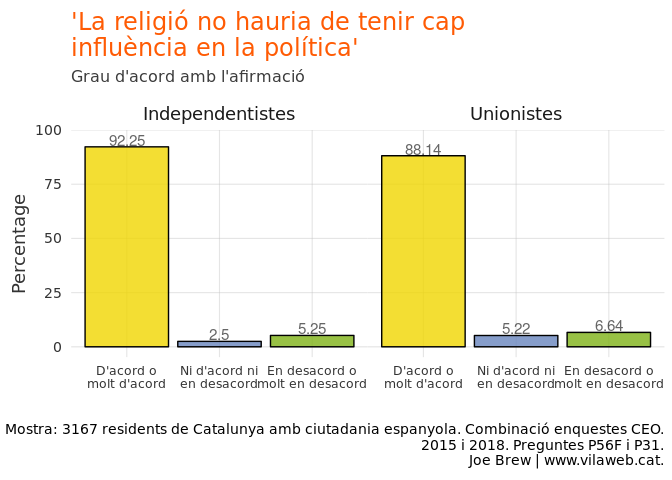 'La religió no hauria de tenir cap
influència en la política'
Grau d'acord amb l'afirmació
Independentistes
Unionistes
Percentage
100
75
50
25
0
92.25
2.5
5.25
88.14
5.22
6.64
D'acord o
molt d'acord
Ni d'acord ni
en desacord
En desacord o
molt en desacord
D'acord o
molt d'acord
Ni d'acord ni
en desacord
En desacord o
molt en desacord
Mostra: 3167 residents de Catalunya amb ciutadania espanyola. Combinació enquestes CEO.
2015 i 2018. Preguntes P56F i P31.
Joe Brew | www.vilaweb.cat.